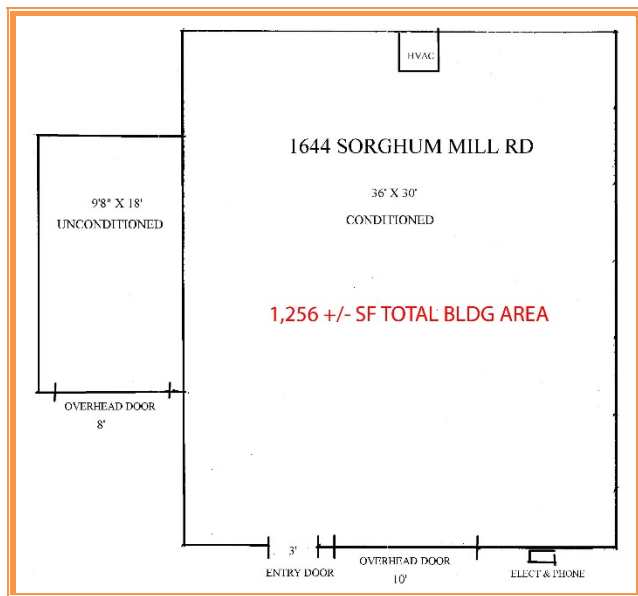 HVAC
1644 SORGHUM MILL RD
36' X 30'
CONDITIONED
9'8" X 18'
UNCONDITIONED
1,256 +/- SF TOTAL BLDG AREA
OVERHEAD DOOR
8'
3'
ENTRY DOOR
OVERHEAD DOOR
10'
ELECT & PHONE